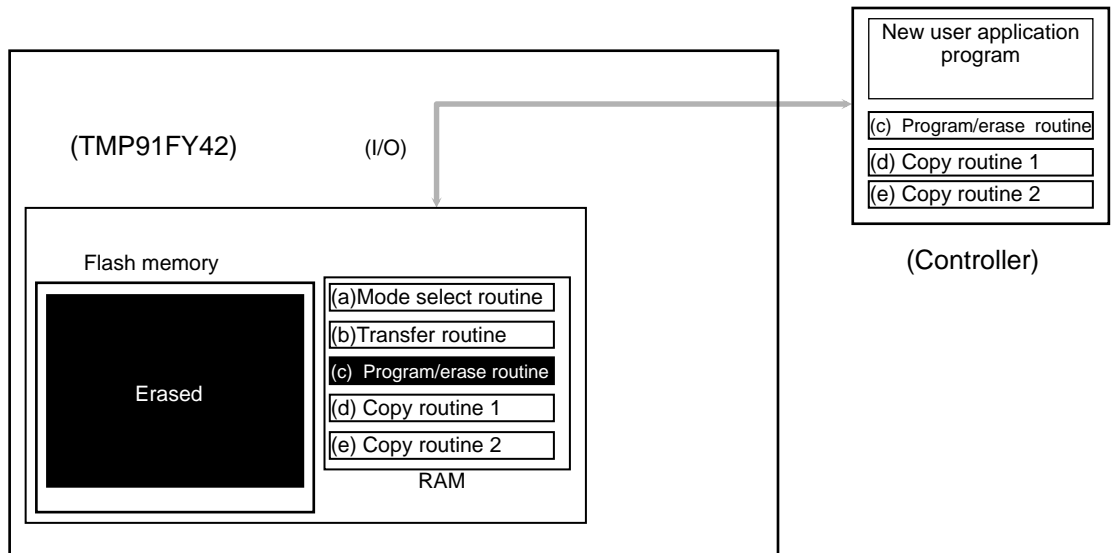 New user application
program
(c) Program/erase routine
(d) Copy routine 1
(e) Copy routine 2
(Controller)
(TMP91FY42)
(I/O)
Flash memory
Erased
(a)Mode select routine
(b)Transfer routine
(c) Program/erase routine
(d) Copy routine 1
(e) Copy routine 2
RAM